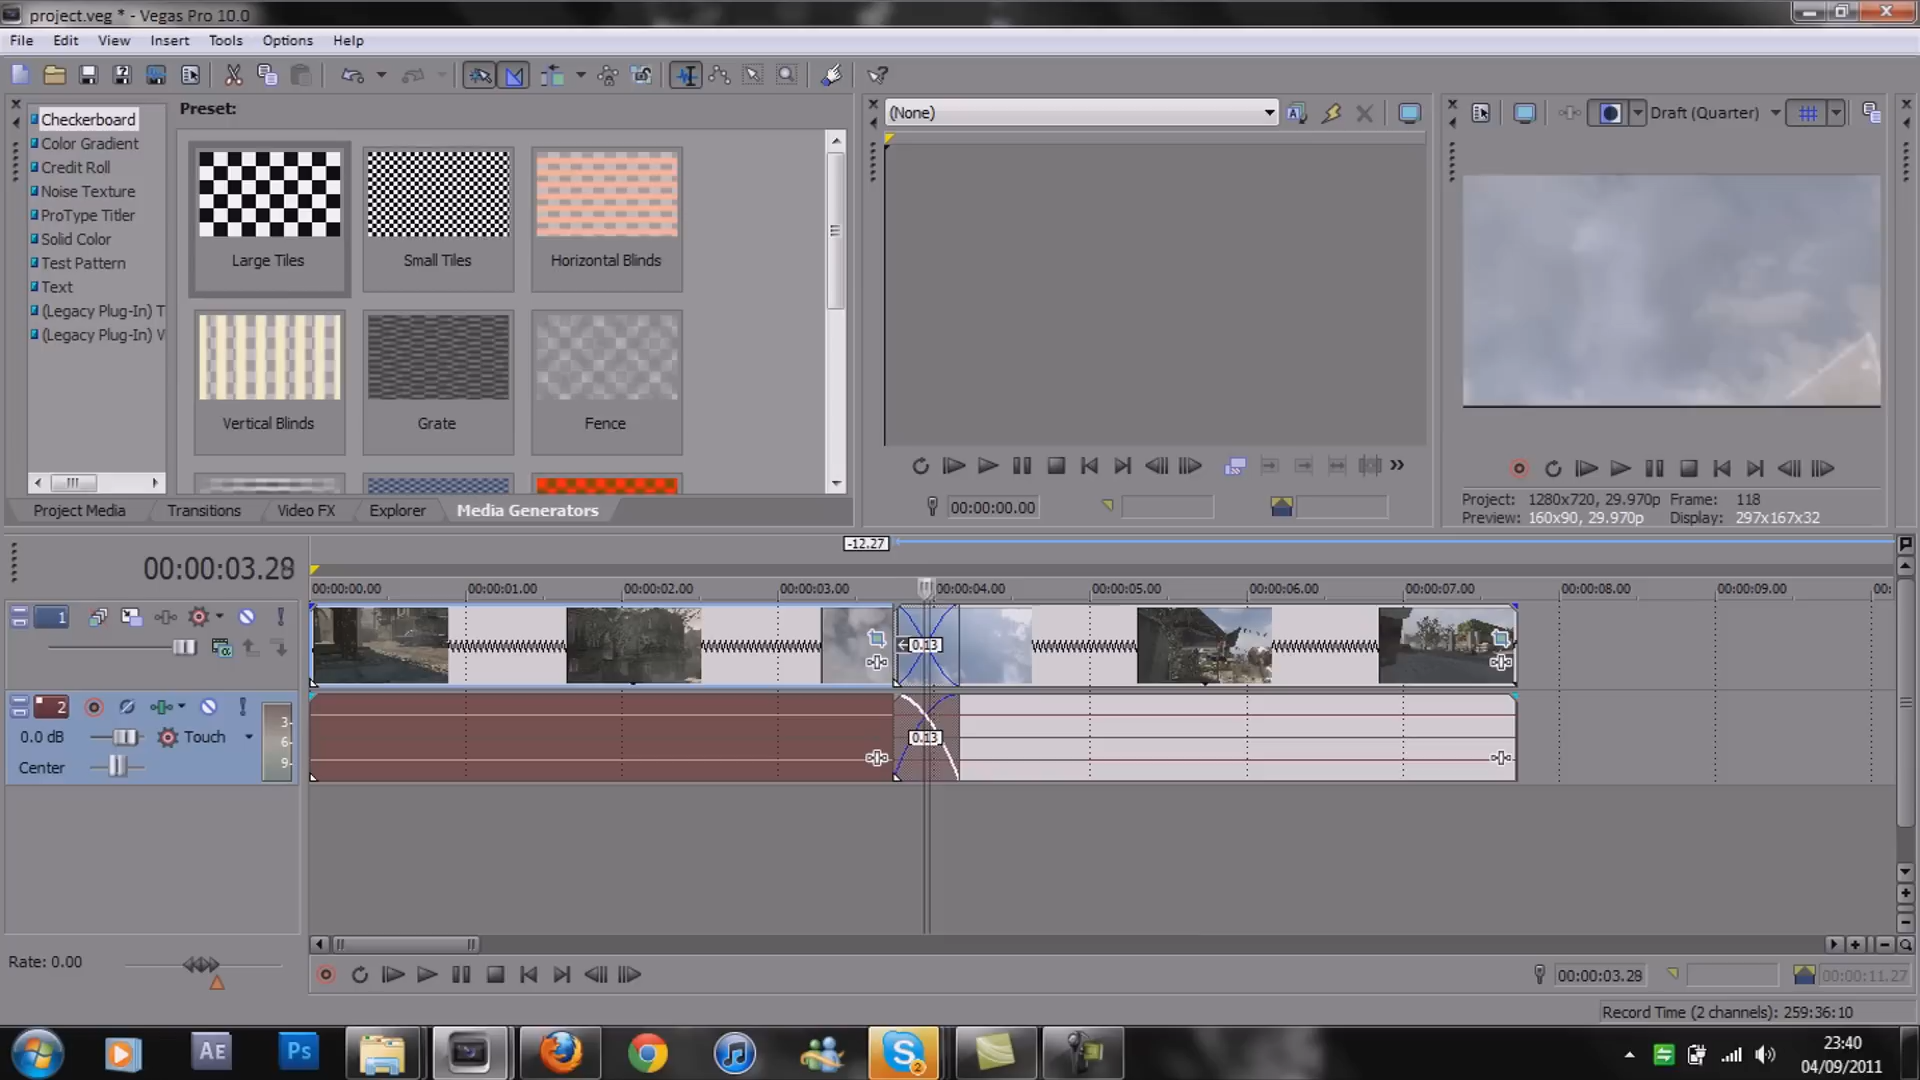 project.veg * - Vegas Pro 10.0
File Edit View Insert Tools Options Help
Preset:
Checkerboard
Color Gradient
Credit Roll
Noise Texture
ProType Titler
Solid Color
Test Pattern
Text
(Legacy Plug-In) T
(Legacy Plug-In) V
Large Tiles
Small Tiles
Horizontal Blinds
Vertical Blinds
Grate
Fence
Project Media
Transitions
Video FX
Explorer
Media Generators
(None)
00:00:00.00
Draft (Quarter)
Project: 1280x720, 29.970p Frame: 118
Preview: 160x90, 29.970p Display: 297x167x32
-12.27
00:00:03.28
00:00:00.00 00:00:01.00 00:00:02.00 00:00:03.00 00:00:04.00 00:00:05.00 00:00:06.00 00:00:07.00 00:00:08.00 00:00:09.00 00:
1
0.13
2
0.0 dB
Touch
Center
3-
6-
9-
0.13
Rate: 0.00
00:00:03.28
00:00:11.27
Record Time (2 channels): 259:36:10
AE
Ps
S
2
23:40
04/09/2011